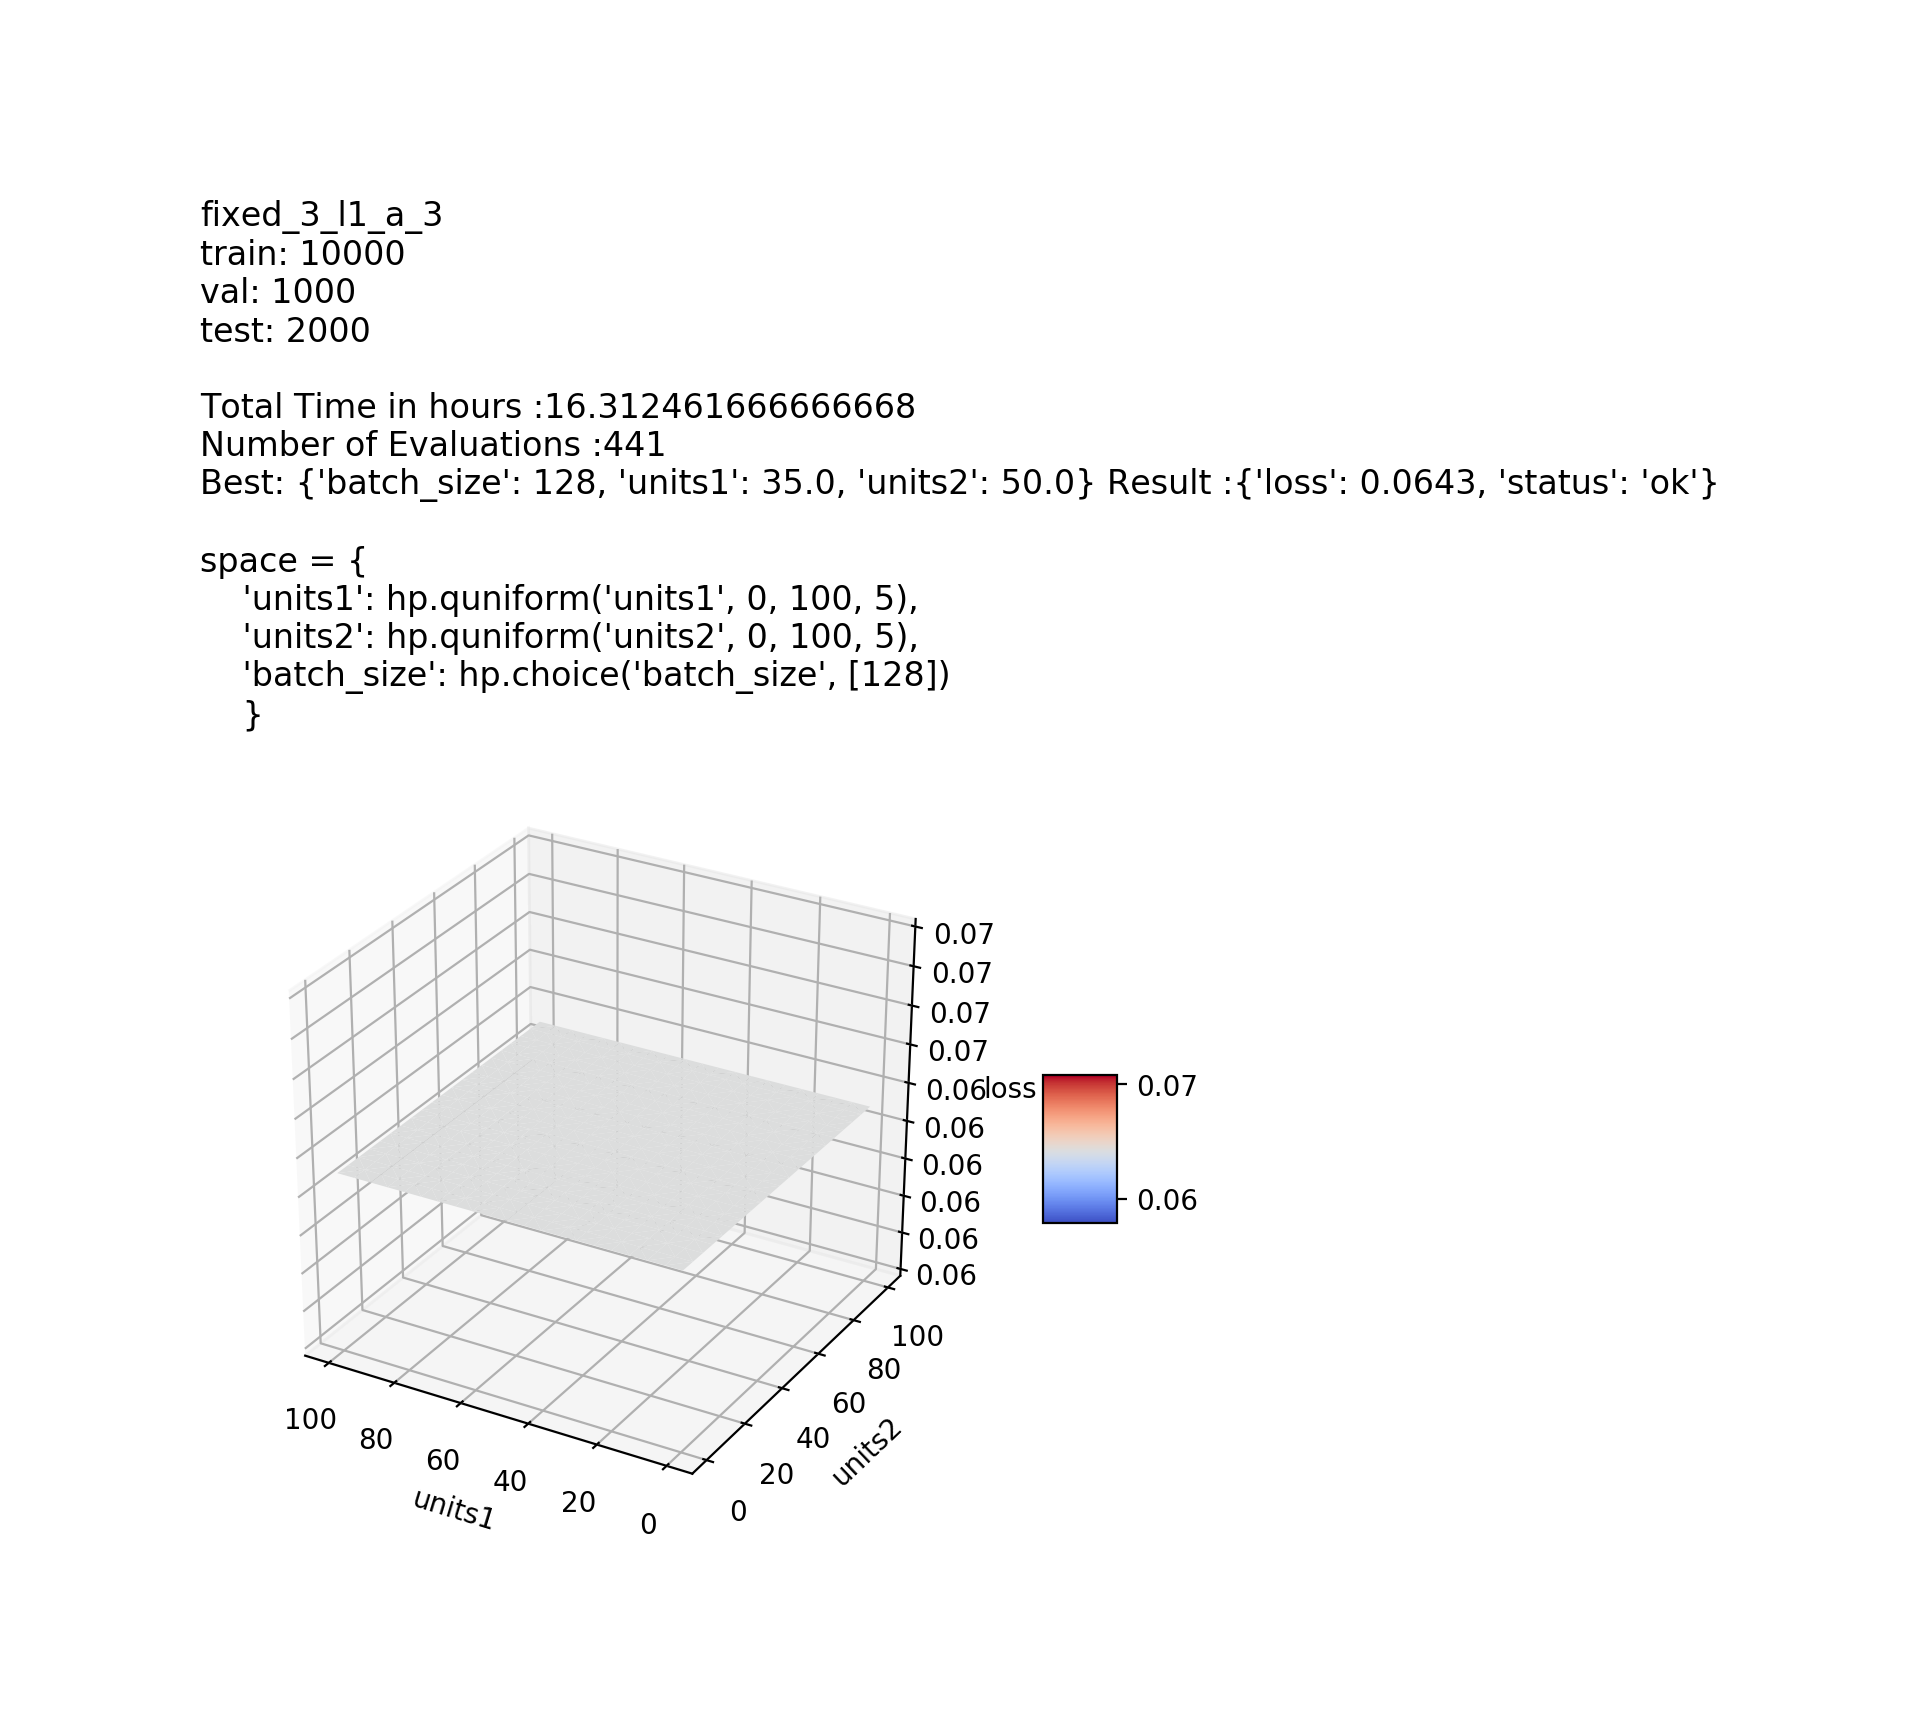 fixed_3_l1_a_3
train: 10000
val: 1000
test: 2000
Total Time in hours :16.312461666666668
Number of Evaluations :441
Best: {'batch_size': 128, 'units1': 35.0, 'units2': 50.0} Result :{'loss': 0.0643, 'status': 'ok'}
space = {
'units1': hp.quniform('units1', 0, 100, 5),
'units2': hp.quniform('units2', 0, 100, 5),
'batch_size': hp.choice('batch_size', [128])
}
0.07
0.07
0.07
0.07
0.06
0.06
0.06
0.06
0.06
0.06
loss
0.07
0.06
100
80
60
40
20
0
units2
100
80
60
40
20
0
units1